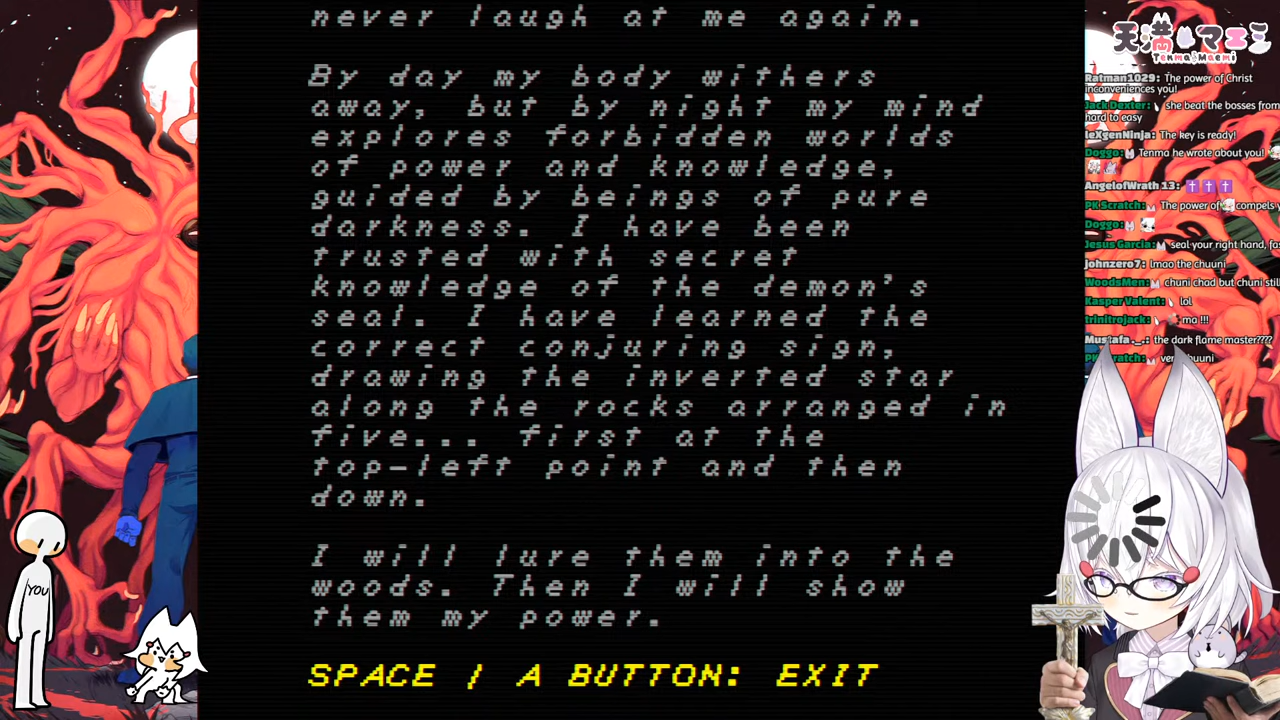 never laugh at me again.
By day my body withers
away, but by night my mind
explores forbidden worlds
of power and knowledge,
guided by beings of pure
darkness. I have been
trusted with secret
knowledge of the demon's
seat. I have learned the
correct conjuring sign,
drawing the inverted star
along the rocks arranged in
five... first at the
top-left point and then
down.
I will lure them into the
woods. Then I will show
them my power.
SPACE / A BUTTON: EXIT
YOU
天満マエミ
Tenma Maemi
Ratman1029: The power of Christ
inconveniences you!
Jack Dexter: she beat the bosses from
hard to easy
leXgenNinja: The key is ready!
Doggo: Tenma he wrote about you!
AngelofWrath 13:
PK Scratch: The power of compels y
Doggo:
Jesus Garcia: seal your right hand, fas
johnzero7: lmao the chuuni
WoodsMen: chuni chad but chuni still
Kasper Valent: lol
trinitrojack: ma !!!
Mustafa._.: the dark flame master????